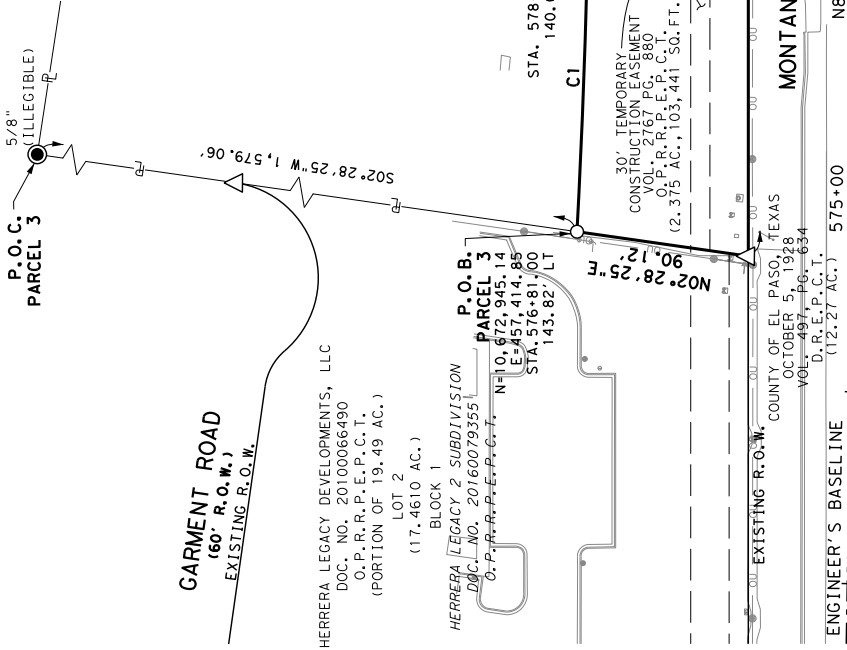 5/8"
(ILLEGIBLE)
P.O.C.
PARCEL 3
S02°28'25"W 1,579.06'
STA. 578
C1
30' TEMPORARY
CONSTRUCTION EASEMENT
VOL. 2767 PG. 880
O.P.R.R.P.E.P.C.T.
(2.375 AC.,103,441 SQ.FT.
MONTAN
P.O.B.
PARCEL 3
N=10,672,945.14
E=457,414.85
STA. 576+81.00
143.82' LT
N02°28'25"E
90.12'
GARMENT ROAD
(60' R.O.W.)
EXISTING R.O.W.
HERRERA LEGACY DEVELOPMENTS, LLC
DOC. NO. 20100066490
O.P.R.R.P.E.P.C.T.
(PORTION OF 19.49 AC.)
LOT 2
(17.4610 AC.)
BLOCK 1
HERRERA LEGACY 2 SUBDIVISION
DOC. NO. 20160079355
O.P.R.R.P.E.P.C.T.
EXISTING R.O.W.
COUNTY OF EL PASO, TEXAS
OCTOBER 5, 1928
VOL. 497, PG. 634
D.R.E.P.C.T.
(12.27 AC.)
575+00
ENGINEER'S BASELINE
N8